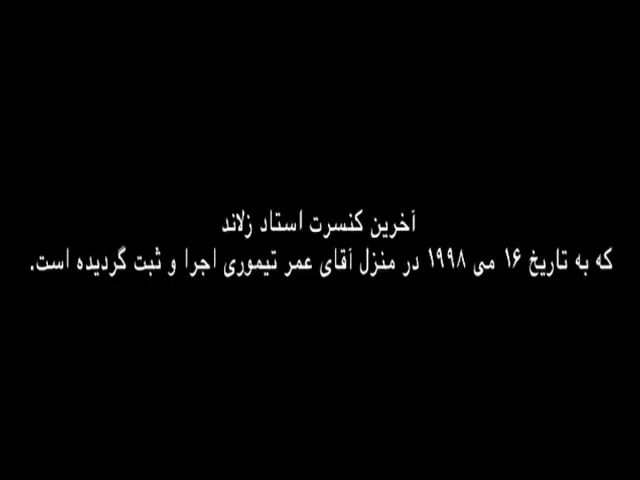 آخرین کنسرت استاد زلاند
که به تاریخ ۱۶ می ۱۹۹۸ در منزل آقای عمر تیموری اجرا و ثبت گردیده است.